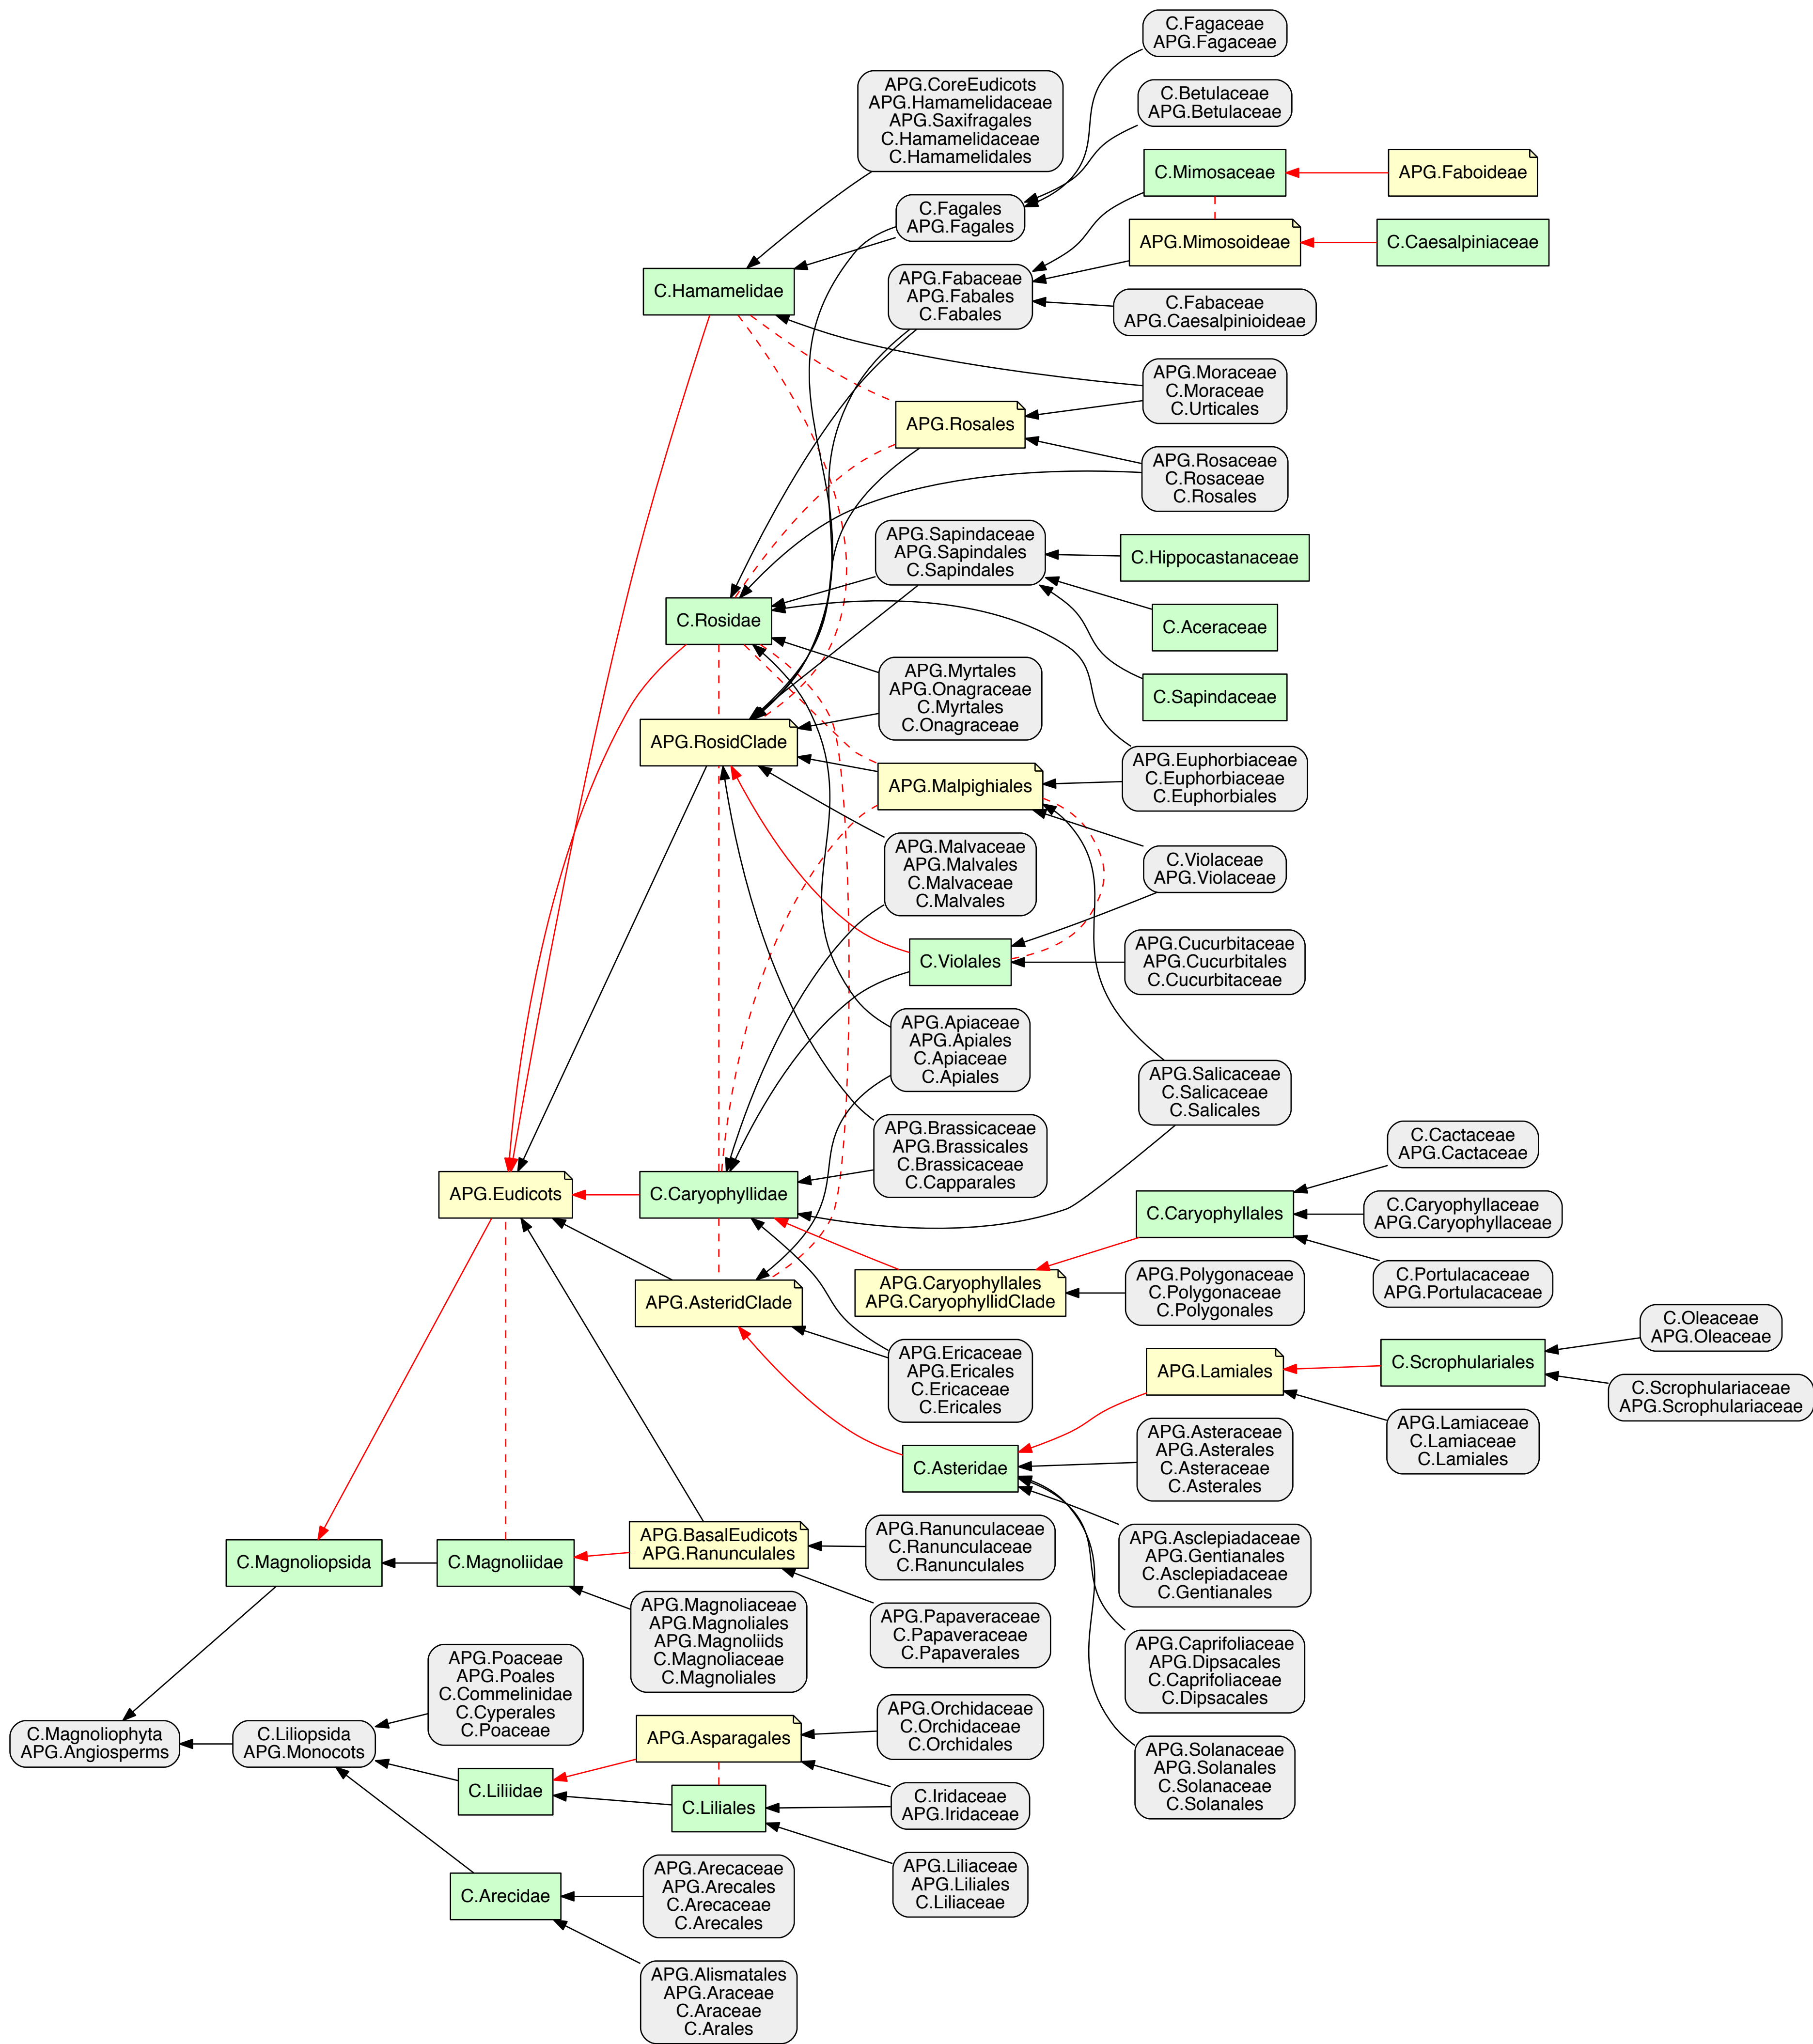 C.Fagaceae
APG.Fagaceae
APG.CoreEudicots
APG.Hamamelidaceae
APG.Saxifragales
C.Hamamelidaceae
C.Hamamelidales
C.Betulaceae
APG.Betulaceae
C.Mimosaceae
APG.Faboideae
C.Fagales
APG.Fagales
APG.Mimosoideae
C.Caesalpiniaceae
C.Hamamelidae
APG.Fabaceae
APG.Fabales
C.Fabales
C.Fabaceae
APG.Caesalpinioideae
APG.Moraceae
C.Moraceae
C.Urticales
APG.Rosales
APG.Rosaceae
C.Rosaceae
C.Rosales
APG.Sapindaceae
APG.Sapindales
C.Sapindales
C.Hippocastanaceae
C.Rosidae
C.Aceraceae
APG.Myrtales
APG.Onagraceae
C.Myrtales
C.Onagraceae
C.Sapindaceae
APG.RosidClade
APG.Malpighiales
APG.Euphorbiaceae
C.Euphorbiaceae
C.Euphorbiales
APG.Malvaceae
APG.Malvales
C.Malvaceae
C.Malvales
C.Violaceae
APG.Violaceae
C.Violales
APG.Cucurbitaceae
APG.Cucurbitales
C.Cucurbitaceae
APG.Apiaceae
APG.Apiales
C.Apiaceae
C.Apiales
APG.Salicaceae
C.Salicaceae
C.Salicales
APG.Brassicaceae
APG.Brassicales
C.Brassicaceae
C.Capparales
C.Cactaceae
APG.Cactaceae
APG.Eudicots
C.Caryophyllidae
C.Caryophyllales
C.Caryophyllaceae
APG.Caryophyllaceae
APG.AsteridClade
APG.Caryophyllales
APG.CaryophyllidClade
APG.Polygonaceae
C.Polygonaceae
C.Polygonales
C.Portulacaceae
APG.Portulacaceae
C.Oleaceae
APG.Oleaceae
APG.Ericaceae
APG.Ericales
C.Ericaceae
C.Ericales
APG.Lamiales
C.Scrophulariales
C.Scrophulariaceae
APG.Scrophulariaceae
APG.Lamiaceae
C.Lamiaceae
C.Lamiales
C.Asteridae
APG.Asteraceae
APG.Asterales
C.Asteraceae
C.Asterales
C.Magnoliopsida
C.Magnoliidae
APG.BasalEudicots
APG.Ranunculales
APG.Ranunculaceae
C.Ranunculaceae
C.Ranunculales
APG.Asclepiadaceae
APG.Gentianales
C.Asclepiadaceae
C.Gentianales
APG.Magnoliaceae
APG.Magnoliales
APG.Magnoliids
C.Magnoliaceae
C.Magnoliales
APG.Papaveraceae
C.Papaveraceae
C.Papaverales
APG.Caprifoliaceae
APG.Dipsacales
C.Caprifoliaceae
C.Dipsacales
APG.Poaceae
APG.Poales
C.Commelinidae
C.Cyperales
C.Poaceae
C.Magnoliophyta
APG.Angiosperms
C.Liliopsida
APG.Monocots
APG.Asparagales
APG.Orchidaceae
C.Orchidaceae
C.Orchidales
APG.Solanaceae
APG.Solanales
C.Solanaceae
C.Solanales
C.Liliidae
C.Liliales
C.Iridaceae
APG.Iridaceae
APG.Liliaceae
APG.Liliales
C.Liliaceae
C.Arecidae
APG.Arecaceae
APG.Arecales
C.Arecaceae
C.Arecales
APG.Alismatales
APG.Araceae
C.Araceae
C.Arales